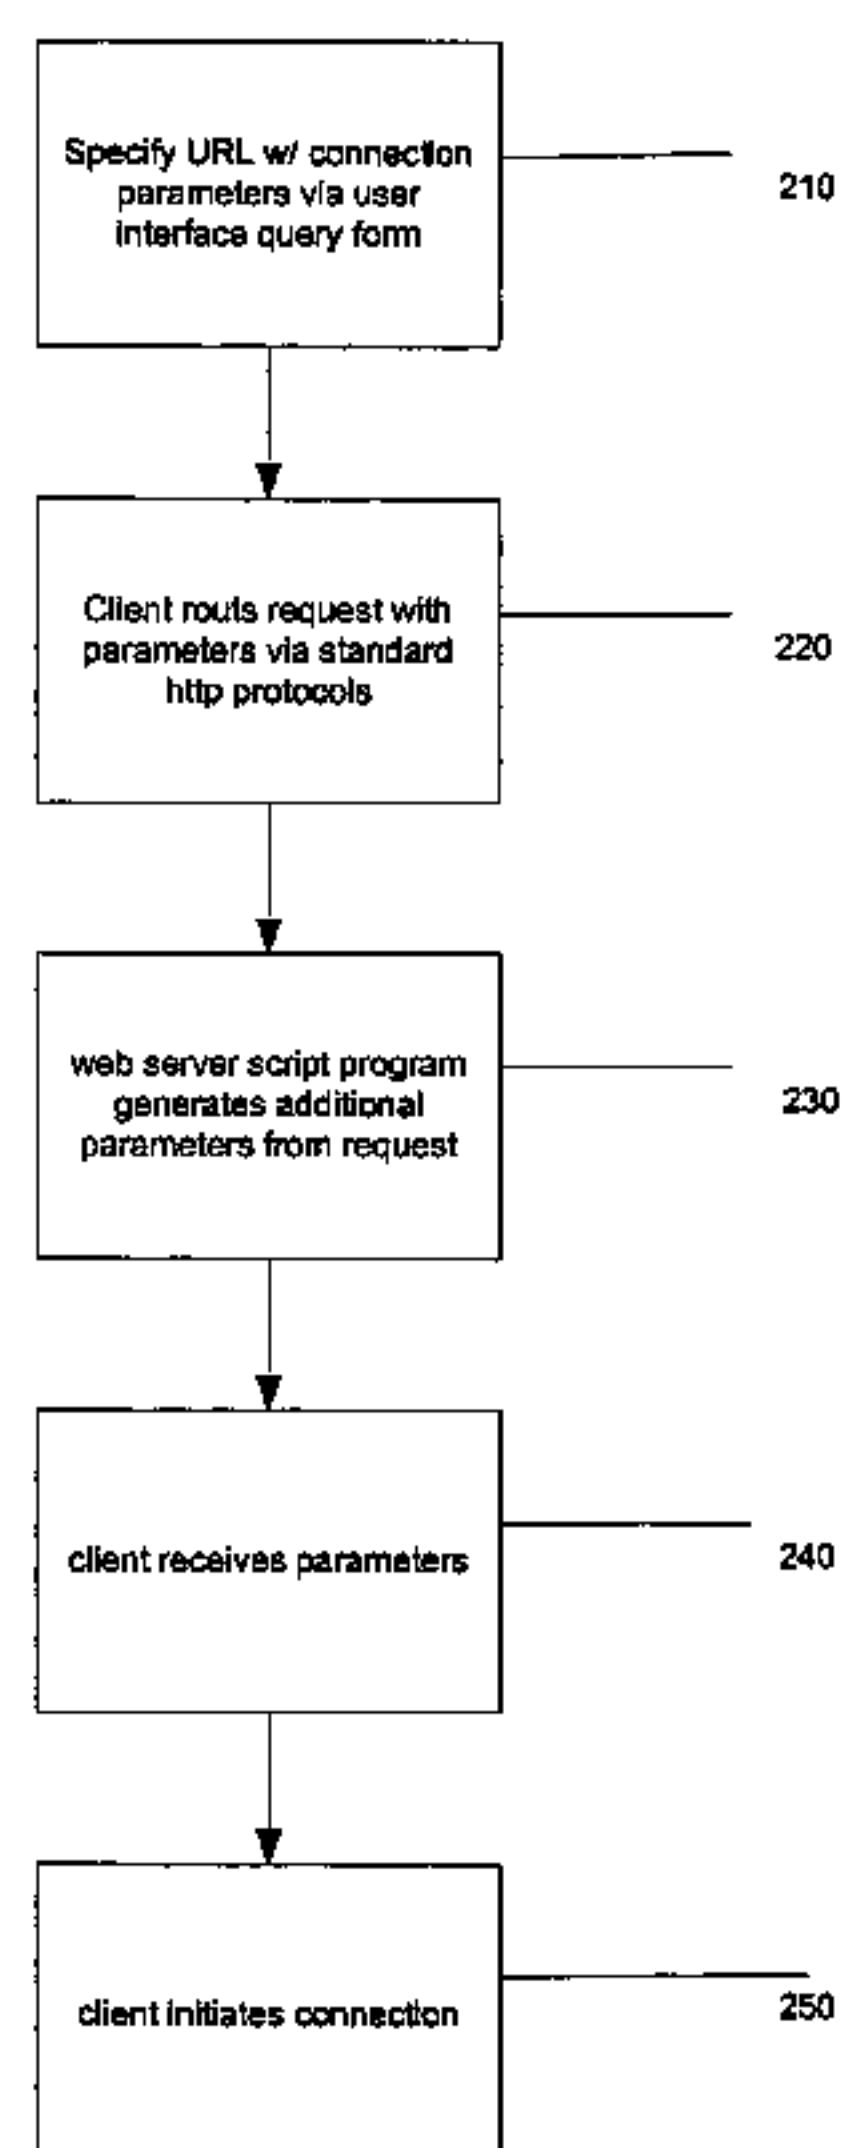 Specify URL w/ connection
parameters via user
interface query form
210
Client routs request with
parameters via standard
http protocols
220
web server script program
generates additional
parameters from request
230
client receives parameters
240
client initiates connection
250